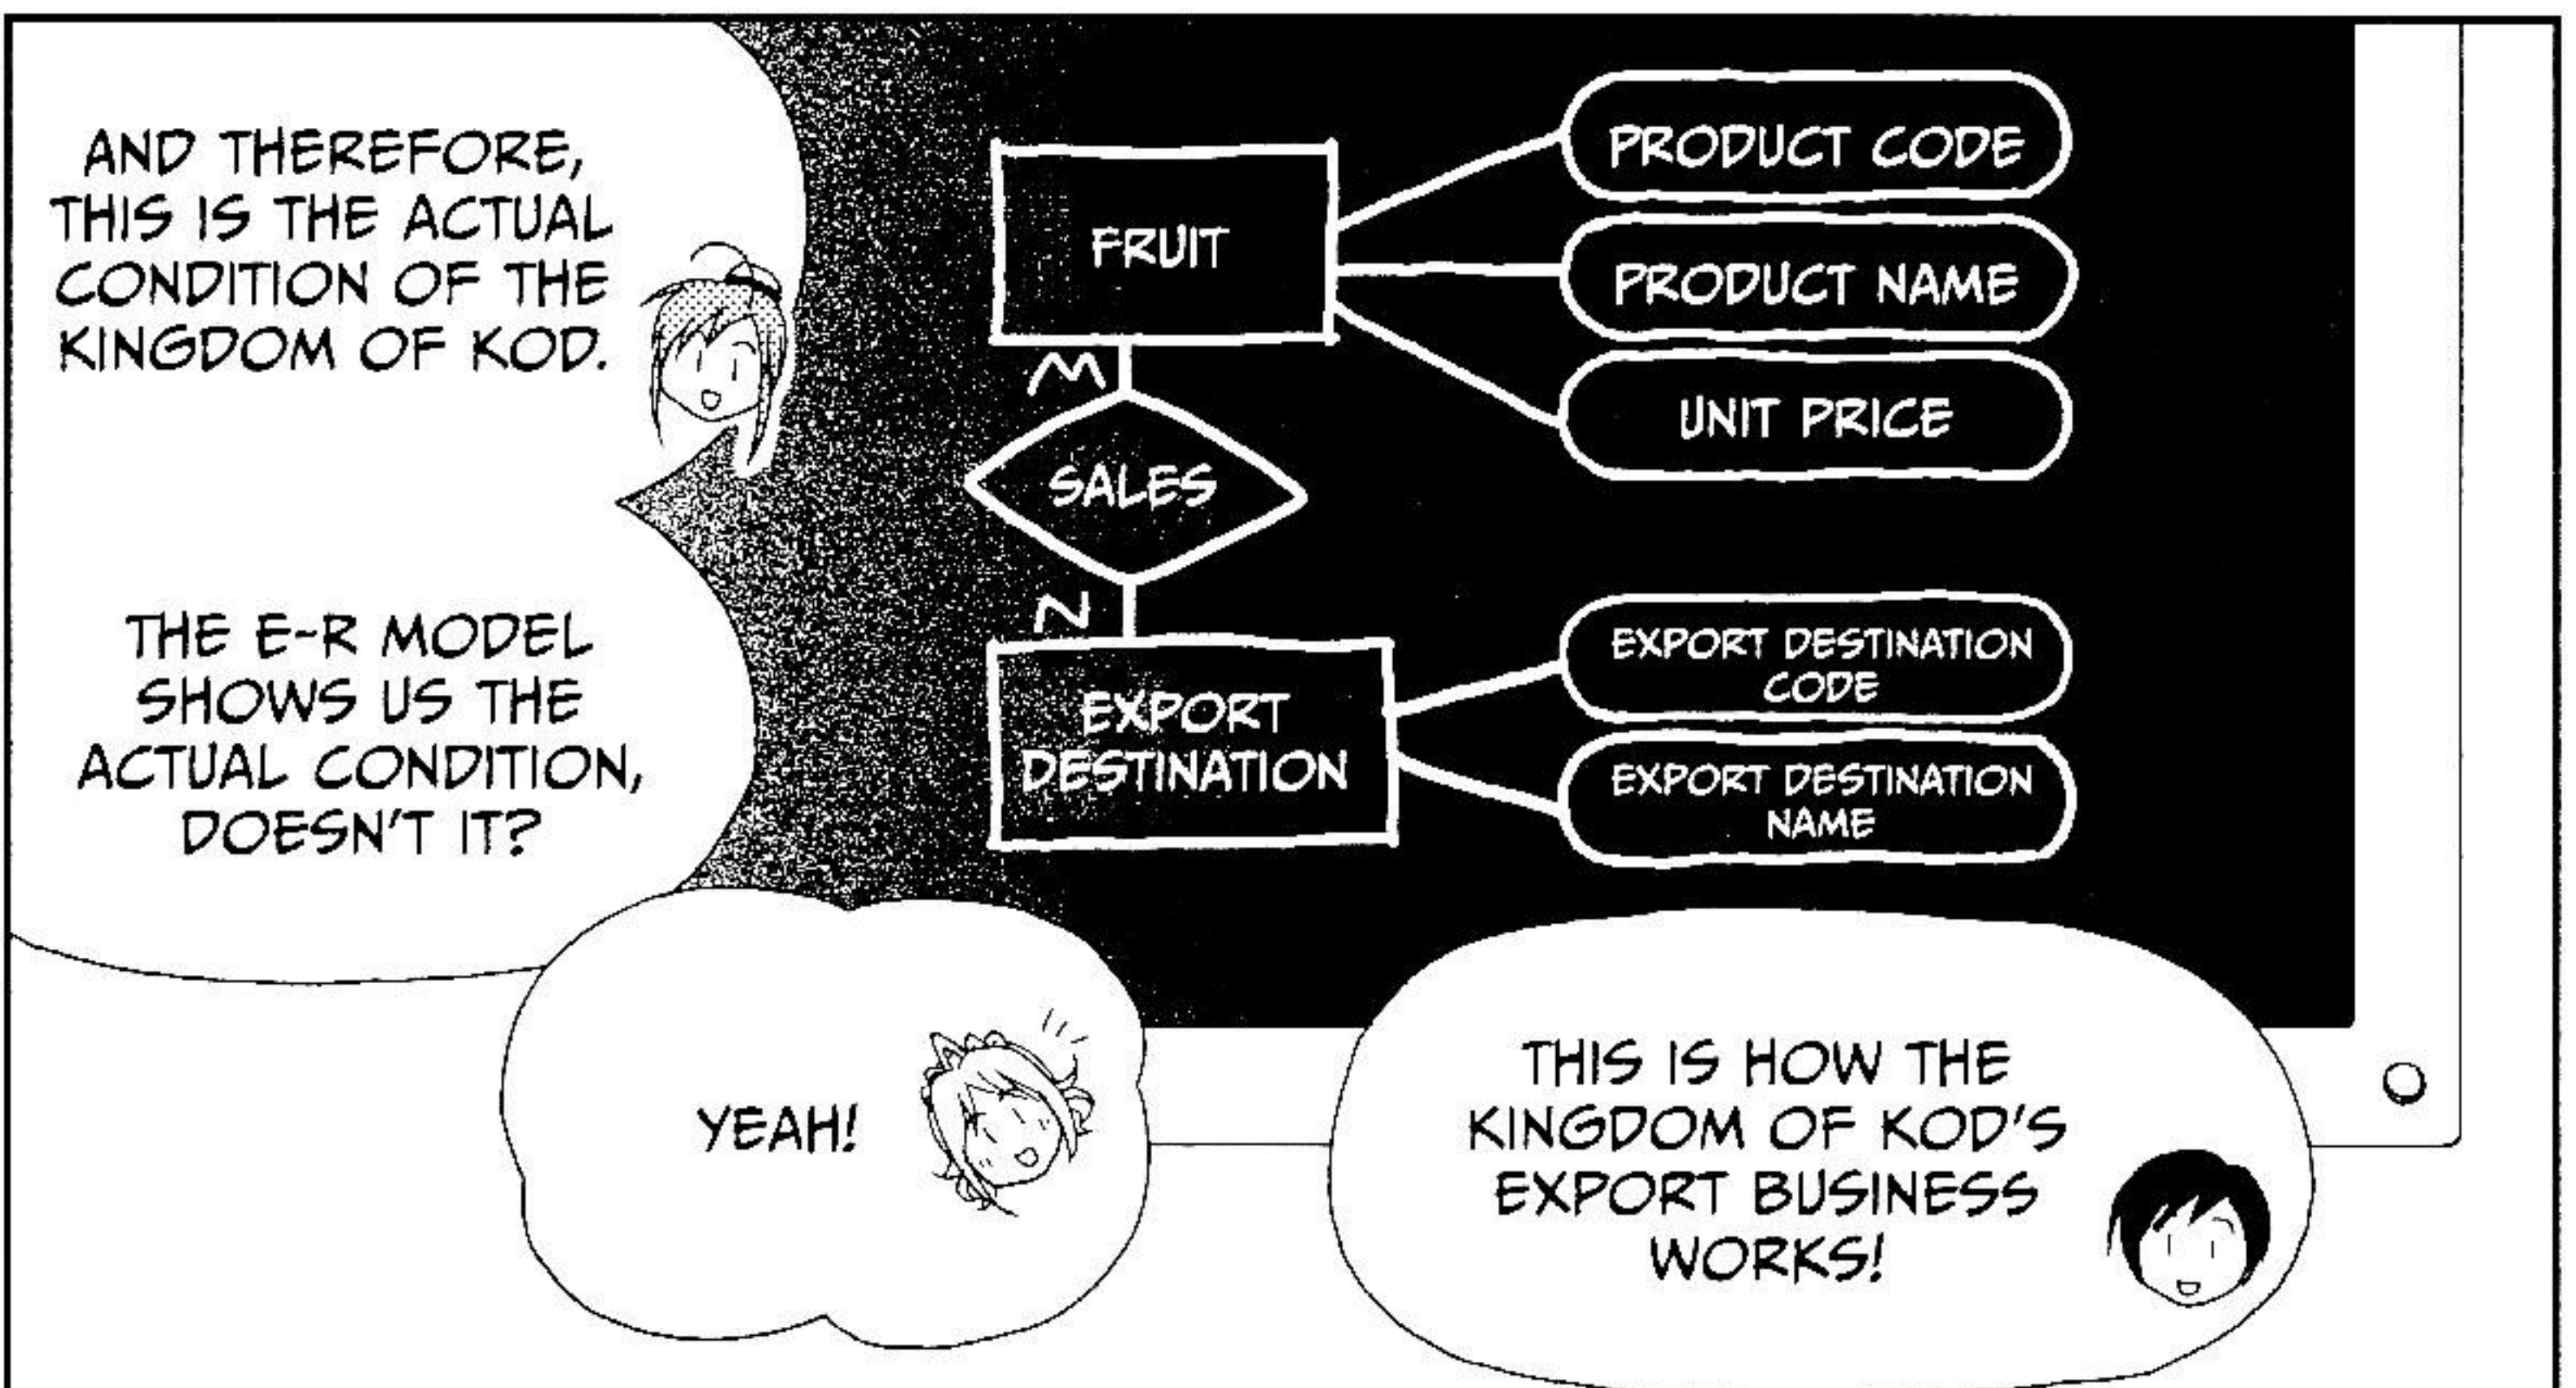 AND THEREFORE,
THIS IS THE ACTUAL
CONDITION OF THE
KINGDOM OF KOD.
THE E-R MODEL
SHOWS US THE
ACTUAL CONDITION,
DOESN'T IT?
FRUIT
PRODUCT CODE
PRODUCT NAME
UNIT PRICE
M
SALES
N
EXPORT
DESTINATION
EXPORT DESTINATION
CODE
EXPORT DESTINATION
NAME
YEAH!
THIS IS HOW THE
KINGDOM OF KOD'S
EXPORT BUSINESS
WORKS!